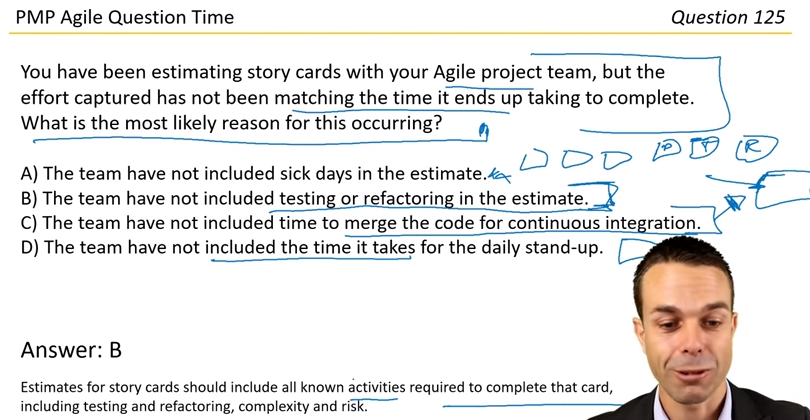 PMP Agile Question Time
Question 125
You have been estimating story cards with your Agile project team, but the
effort captured has not been matching the time it ends up taking to complete.
What is the most likely reason for this occurring?
A) The team have not included sick days in the estimate.
B) The team have not included testing or refactoring in the estimate.
C) The team have not included time to merge the code for continuous integration.
D) The team have not included the time it takes for the daily stand-up.
P T R
Answer: B
Estimates for story cards should include all known activities required to complete that card,
including testing and refactoring, complexity and risk.